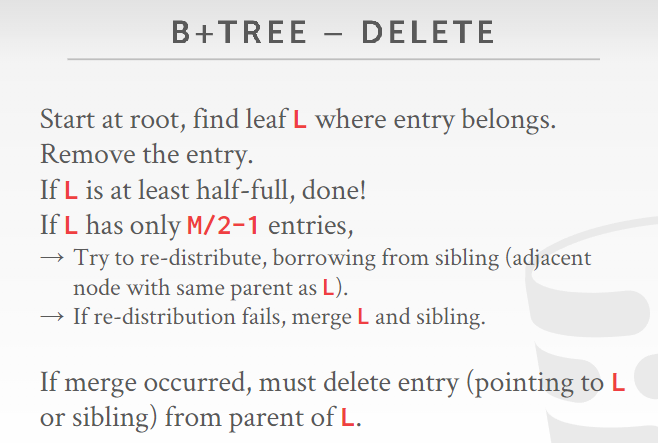 B+TREE – DELETE
Start at root, find leaf L where entry belongs.
Remove the entry.
If L is at least half-full, done!
If L has only M/2-1 entries,
→ Try to re-distribute, borrowing from sibling (adjacent
node with same parent as L).
→ If re-distribution fails, merge L and sibling.
If merge occurred, must delete entry (pointing to L
or sibling) from parent of L.